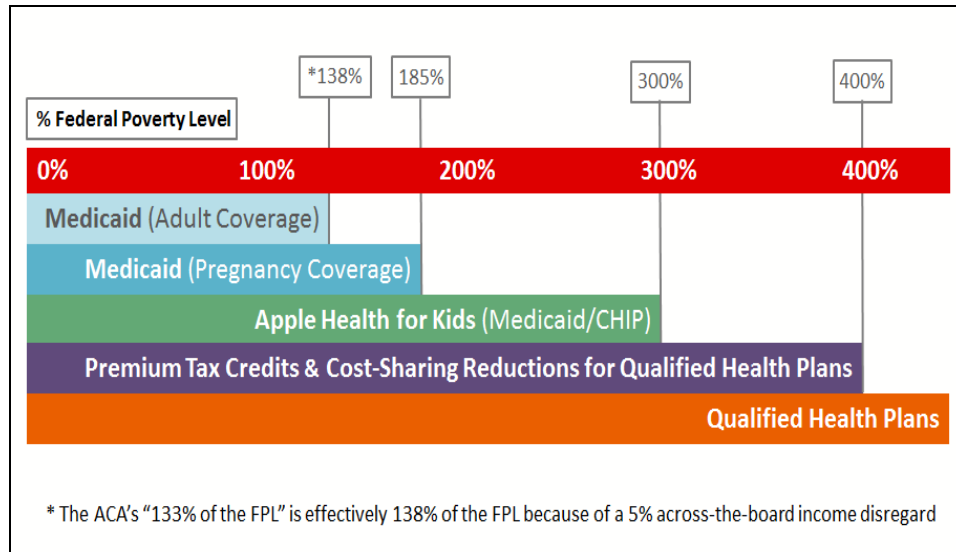 *138%
185%
300%
400%
% Federal Poverty Level
0% 100% 200% 300% 400%
Medicaid (Adult Coverage)
Medicaid (Pregnancy Coverage)
Apple Health for Kids (Medicaid/CHIP)
Premium Tax Credits & Cost-Sharing Reductions for Qualified Health Plans
Qualified Health Plans
* The ACA's “133% of the FPL” is effectively 138% of the FPL because of a 5% across-the-board income disregard